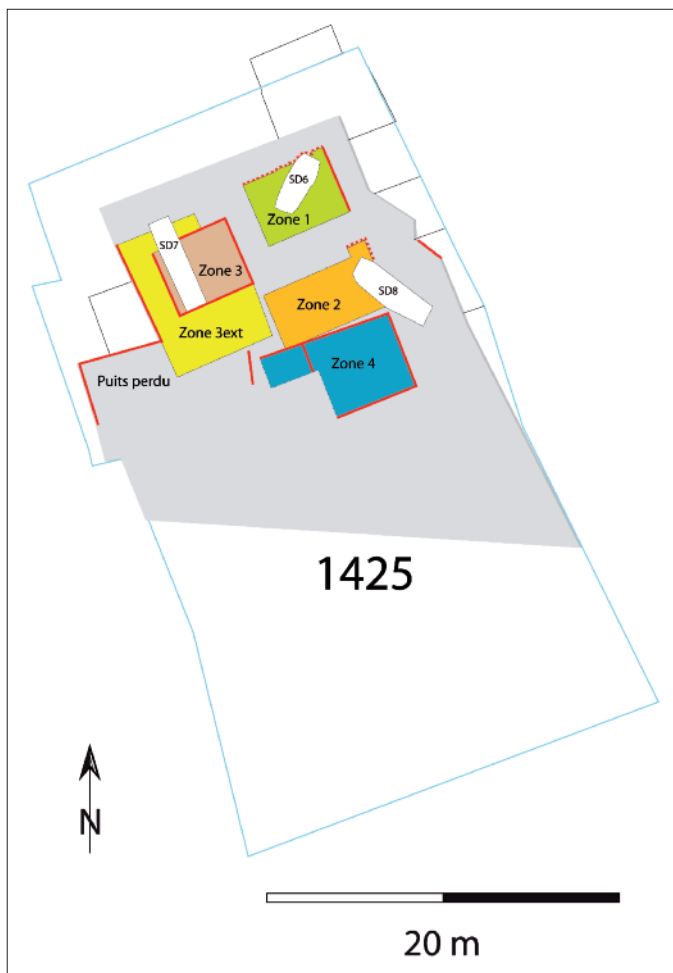 SD6
Zone 1
SD7
Zone 3
SD8
Zone 2
Zone 3ext
Zone 4
Puits perdu
1425
N
20 m